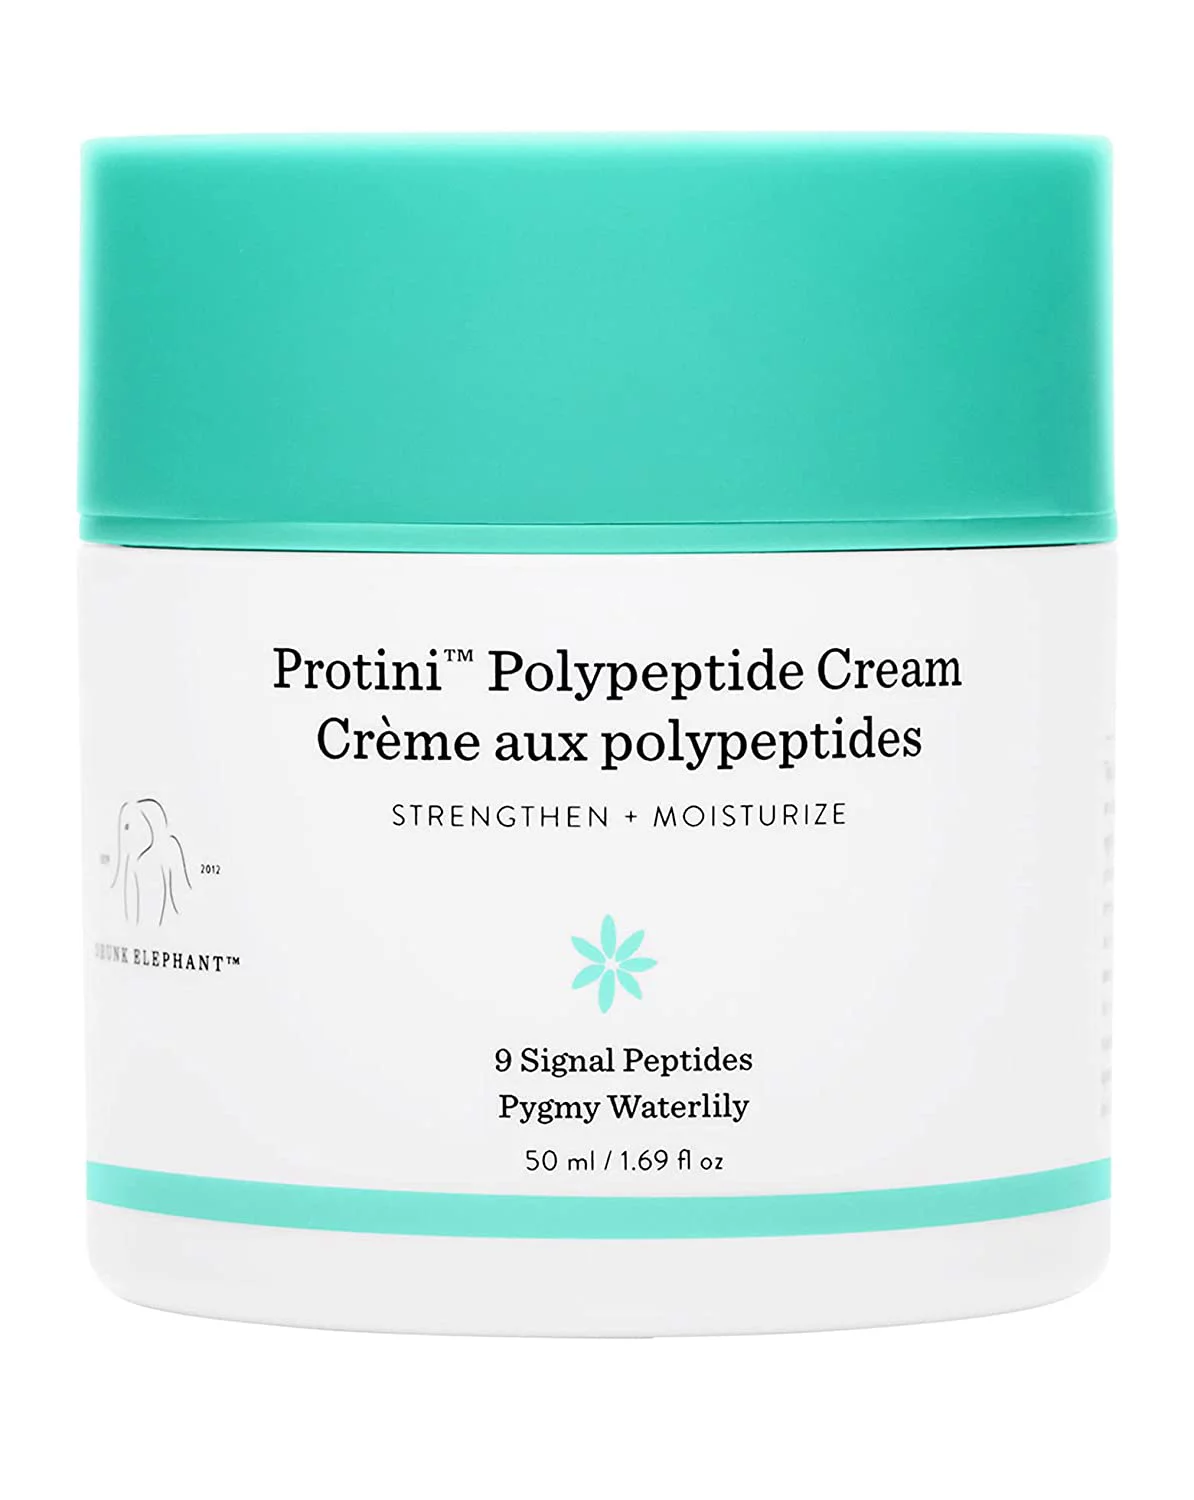 Protini™ Polypeptide Cream
Crème aux polypeptides
STRENGTHEN + MOISTURIZE
2012
DRUNK ELEPHANT™
9 Signal Peptides
Pygmy Waterlily
50 ml / 1.69 fl oz